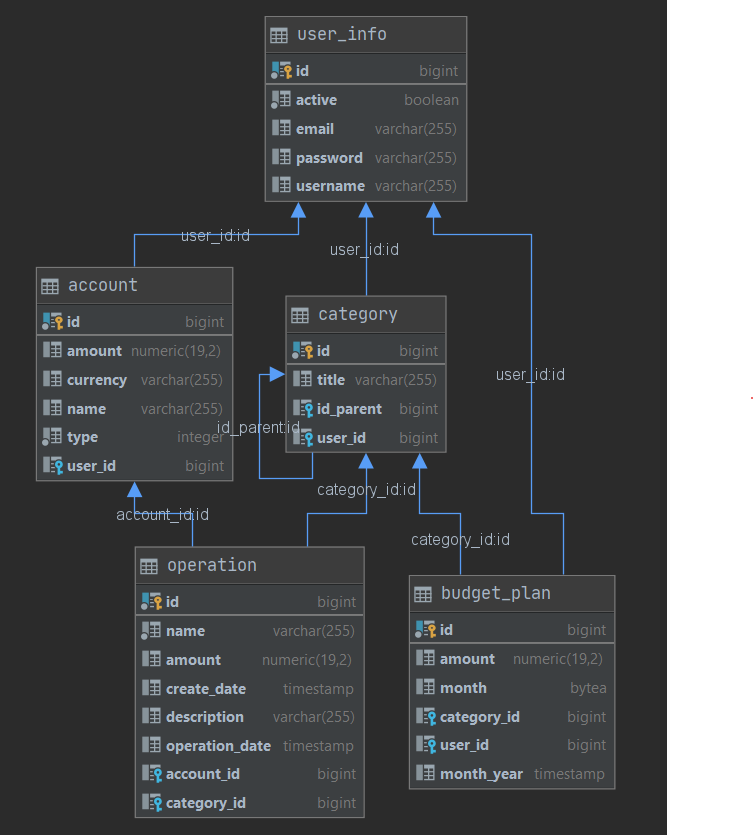 user_info
id bigint
active boolean
email varchar(255)
password varchar(255)
username varchar(255)
user_id:id
user_id:id
user_id:id
account
id bigint
amount numeric(19,2)
currency varchar(255)
name varchar(255)
type integer
user_id bigint
category
id bigint
title varchar(255)
id_parent bigint
user_id bigint
id_parent:id
category_id:id
account_id:id
category_id:id
operation
id bigint
name varchar(255)
amount numeric(19,2)
create_date timestamp
description varchar(255)
operation_date timestamp
account_id bigint
category_id bigint
budget_plan
id bigint
amount numeric(19,2)
month bytea
category_id bigint
user_id bigint
month_year timestamp